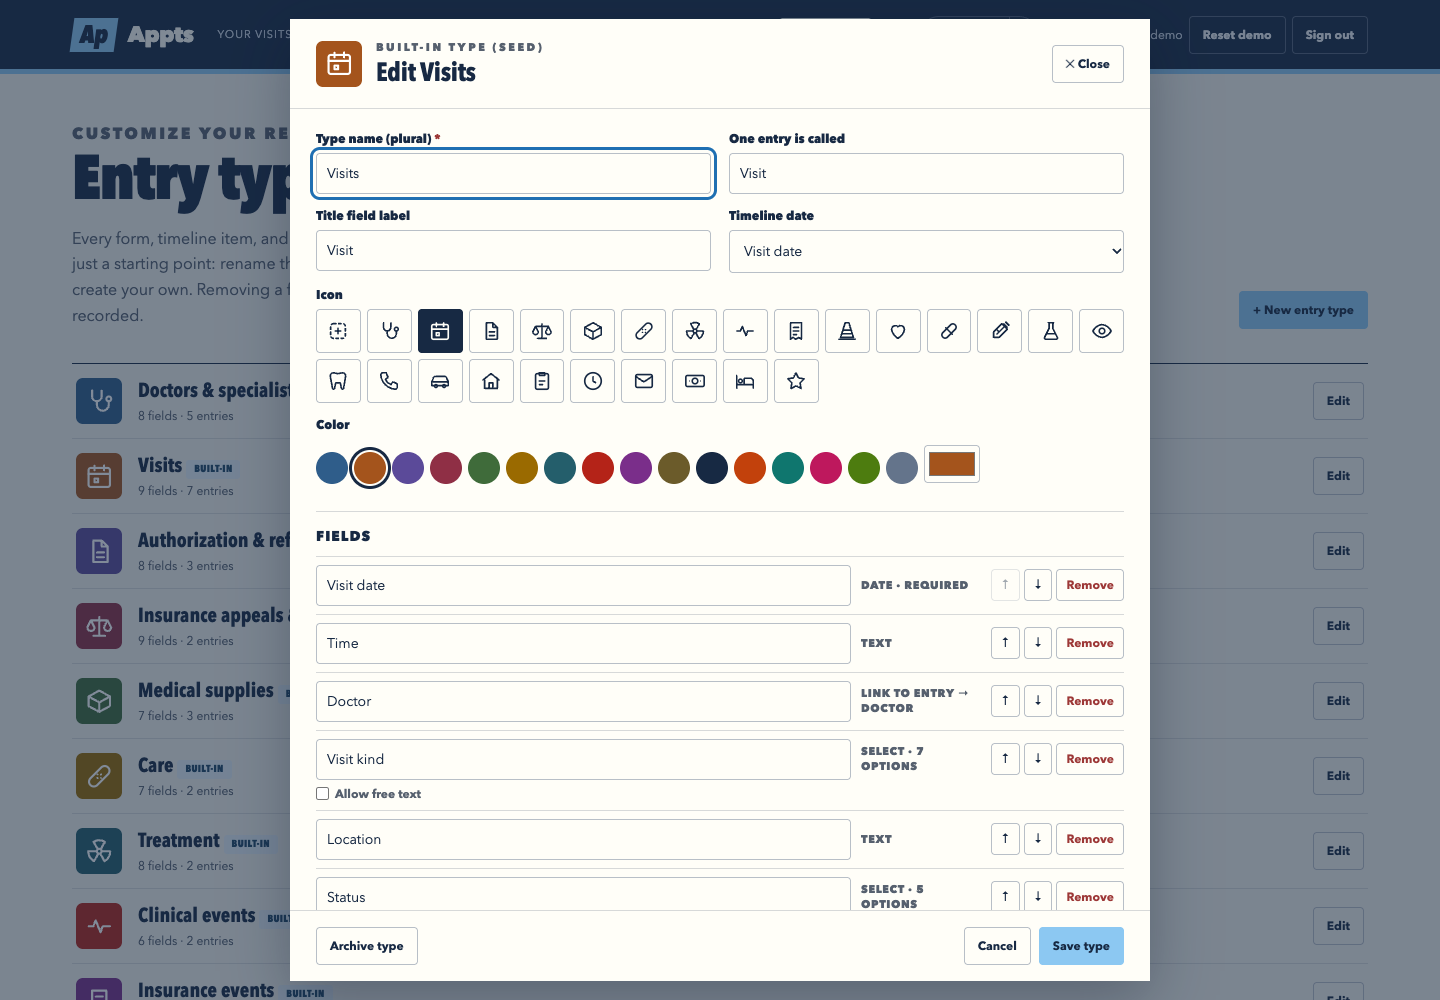 Ap Appts
YOUR VISITS
demo
Reset demo
Sign out
CUSTOMIZE YOUR RE
Entry typ
Every form, timeline item, and
just a starting point: rename th
create your own. Removing a f
recorded.
+ New entry type
Doctors & specialist
8 fields · 5 entries
Edit
Visits BUILT-IN
9 fields · 7 entries
Edit
Authorization & ref
8 fields · 3 entries
Edit
Insurance appeals &
9 fields · 2 entries
Edit
Medical supplies
7 fields · 3 entries
Edit
Care BUILT-IN
7 fields · 2 entries
Edit
Treatment BUILT-IN
8 fields · 2 entries
Edit
Clinical events BUILT
6 fields · 2 entries
Edit
Insurance events BUILT-IN
Edit
BUILT-IN TYPE (SEED)
Edit Visits
× Close
Type name (plural) *
One entry is called
Visits
Visit
Title field label
Timeline date
Visit
Visit date
Icon
Color
FIELDS
Visit date
DATE · REQUIRED
↑ ↓ Remove
Time
TEXT
↑ ↓ Remove
Doctor
LINK TO ENTRY →
DOCTOR
↑ ↓ Remove
Visit kind
SELECT · 7
OPTIONS
↑ ↓ Remove
Allow free text
Location
TEXT
↑ ↓ Remove
Status
SELECT · 5
OPTIONS
↑ ↓ Remove
Archive type
Cancel
Save type